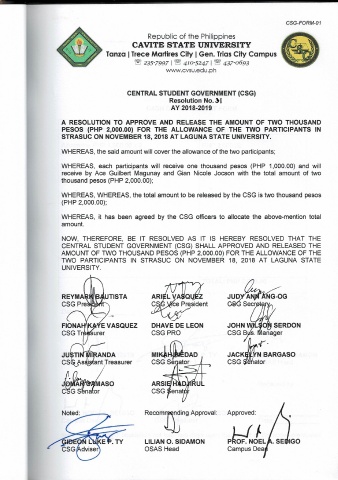 CSG-FORM-01
Republic of the Philippines
CAVITE STATE UNIVERSITY
Tanza | Trece Martires City | Gen. Trias City Campus
☏ 235-7997 | ☏ 410-5247 | ☏ 437-0693
www.cvsu.edu.ph
CENTRAL STUDENT GOVERNMENT (CSG)
Resolution No. 31
AY 2018-2019
A RESOLUTION TO APPROVE AND RELEASE THE AMOUNT OF TWO THOUSAND
PESOS (PHP 2,000.00) FOR THE ALLOWANCE OF THE TWO PARTICIPANTS IN
STRASUC ON NOVEMBER 18, 2018 AT LAGUNA STATE UNIVERSITY.
WHEREAS, the said amount will cover the allowance of the two participants;
WHEREAS, each participants will receive one thousand pesos (PHP 1,000.00) and will
receive by Ace Guilbert Magunay and Gian Nicole Jocson with the total amount of two
thousand pesos (PHP 2,000.00);
WHEREAS, WHEREAS, the total amount to be released by the CSG is two thousand pesos
(PHP 2,000.00);
WHEREAS, it has been agreed by the CSG officers to allocate the above-mention total
amount.
NOW, THEREFORE, BE IT RESOLVED AS IT IS HEREBY RESOLVED THAT THE
CENTRAL STUDENT GOVERNMENT (CSG) SHALL APPROVED AND RELEASED THE
AMOUNT OF TWO THOUSAND PESOS (PHP 2,000.00) FOR THE ALLOWANCE OF THE
TWO PARTICIPANTS IN STRASUC ON NOVEMBER 18, 2018 AT LAGUNA STATE
UNIVERSITY.
REYMARK BAUTISTA ARIEL VASQUEZ JUDY ANN ANG-OG
CSG President CSG Vice President CSG Secretary
FIONAH KAYE VASQUEZ DHAVE DE LEON JOHN WILSON SERDON
CSG Treasurer CSG PRO CSG Bus. Manager
JUSTIN MIRANDA MIKAH PIEDAD JACKELYN BARGASO
CSG Assistant Treasurer CSG Senator CSG Senator
JOMARI DAMASO ARSIE HADJIRUL
CSG Senator CSG Senator
Noted: Recommending Approval: Approved:
GIDEON LUKE P. TY LILIAN O. SIDAMON PROF. NOEL A. SEDIGO
CSG Adviser OSAS Head Campus Dean